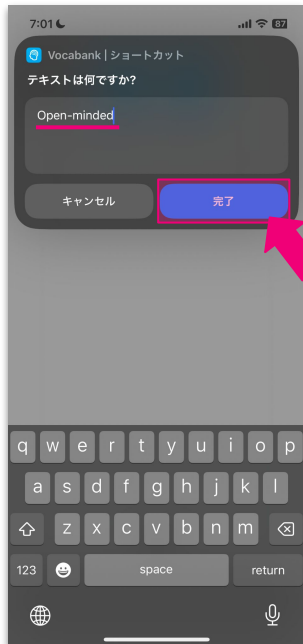 7:01
87
Vocabank | ショートカット
テキストは何ですか?
Open-minded
キャンセル
完了
q w e r t y u i o p
a s d f g h j k l
z x c v b n m
123 space return